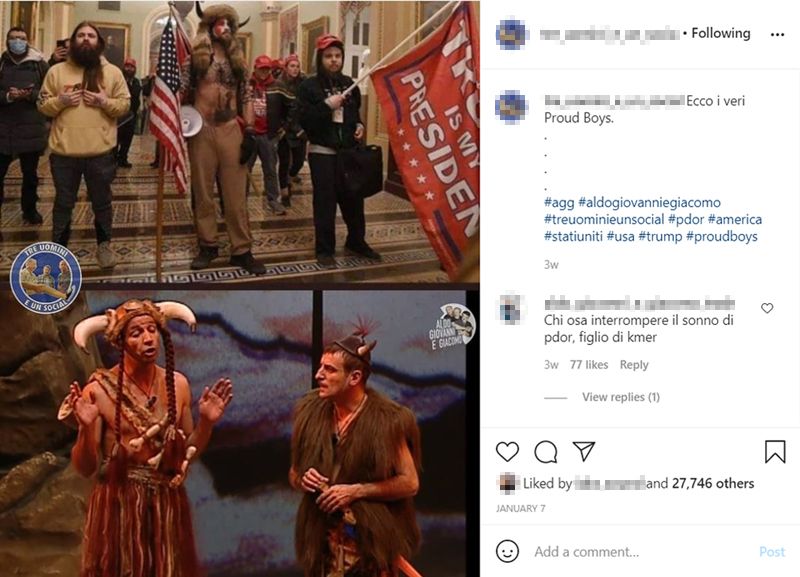 TRU
IS MY
PRESIDEN
TRE UOMINI
E UN SOCIAL
ALDO
GIOVANNI
E GIACOMO
• Following
Ecco i veri
Proud Boys.
.
.
.
.
#agg #aldogiovanniegiacomo
#treuominieunsocial #pdor #america
#statiuniti #usa #trump #proudboys
3w
Chi osa interrompere il sonno di
pdor, figlio di kmer
3w 77 likes Reply
View replies (1)
Liked by and 27,746 others
JANUARY 7
Add a comment... Post